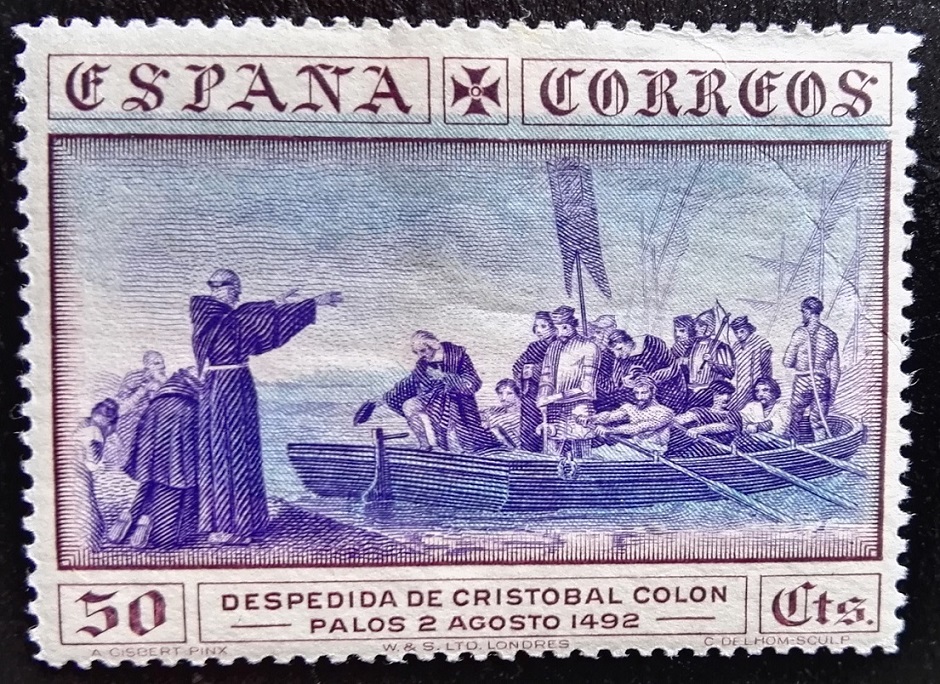 ESPAÑA CORREOS
50 DESPEDIDA DE CRISTOBAL COLON Cts.
— PALOS 2 AGOSTO 1492 —
A. GISBERT PINX W. & S. LTD. LONDRES C. DELHOM-SCULP